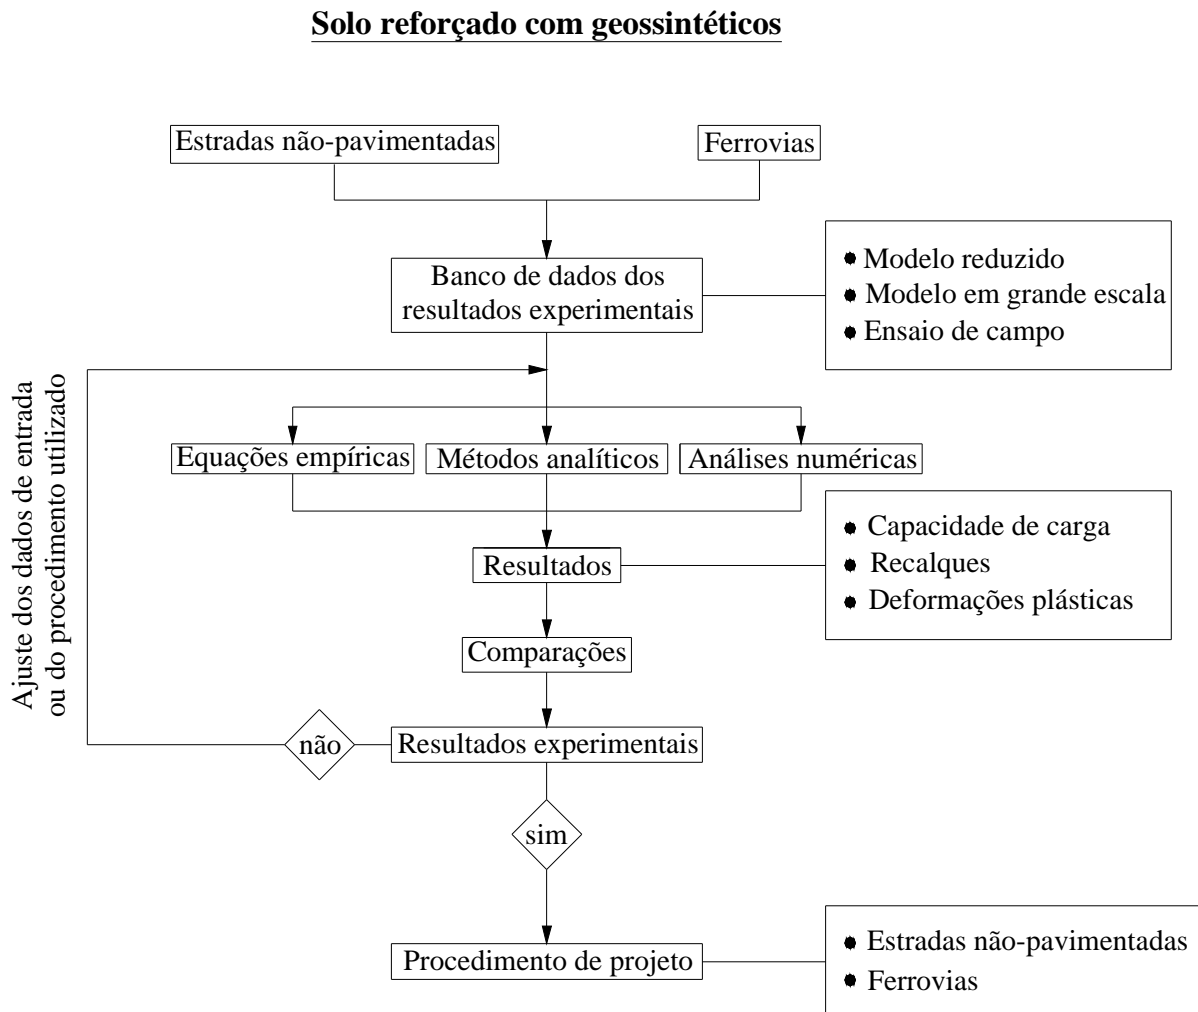 Solo reforçado com geossintéticos
Estradas não-pavimentadas
Ferrovias
Banco de dados dos
resultados experimentais
● Modelo reduzido
● Modelo em grande escala
● Ensaio de campo
Ajuste dos dados de entrada
ou do procedimento utilizado
Equações empíricas
Métodos analíticos
Análises numéricas
Resultados
● Capacidade de carga
● Recalques
● Deformações plásticas
Comparações
não
Resultados experimentais
sim
Procedimento de projeto
● Estradas não-pavimentadas
● Ferrovias